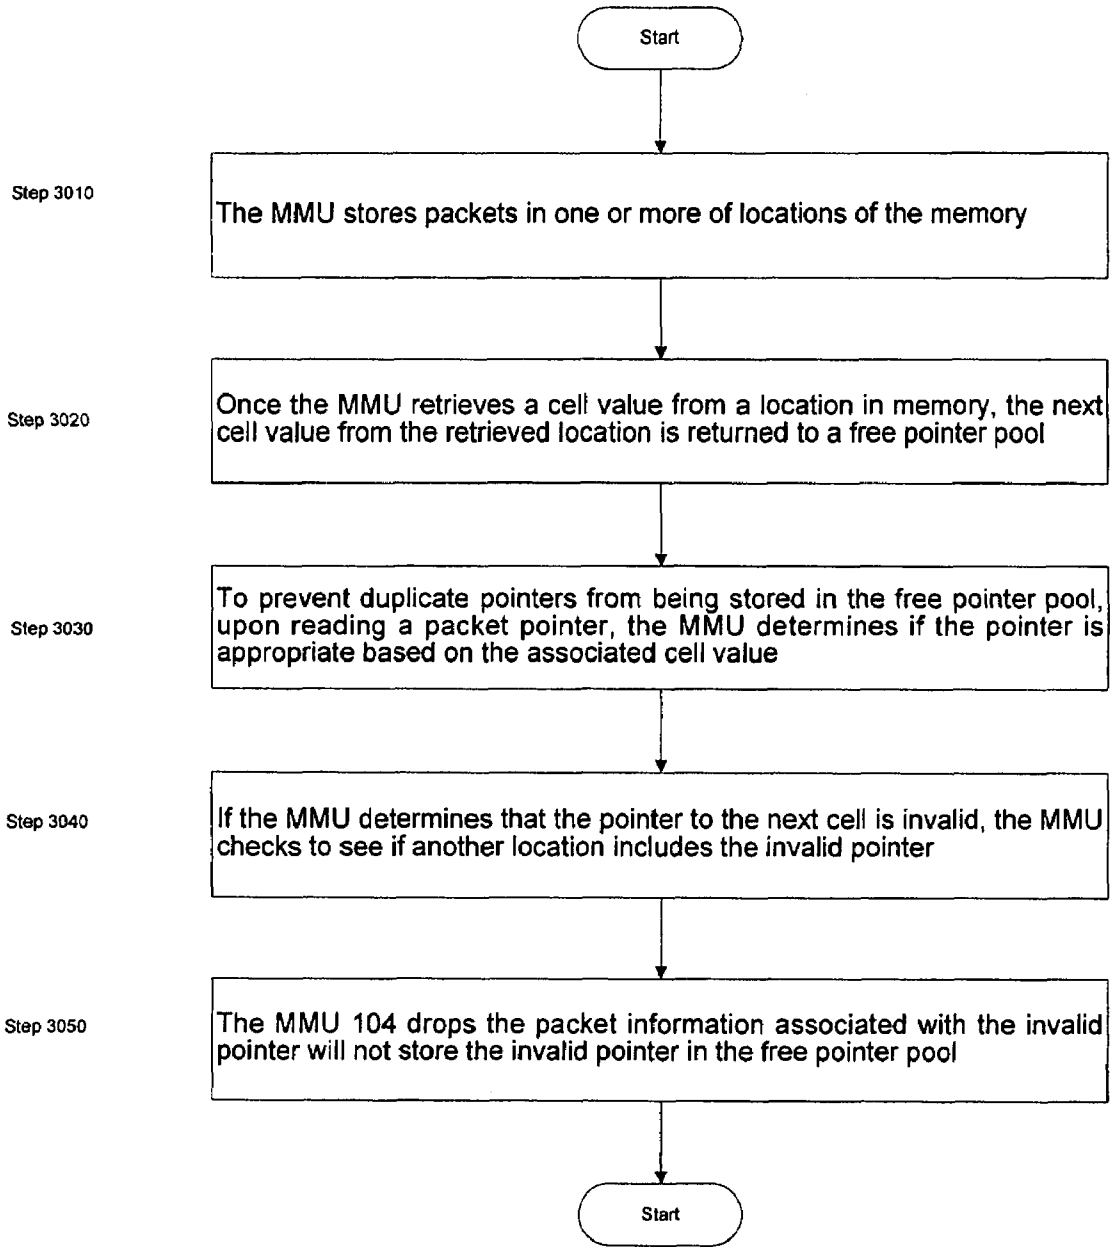 Start
Step 3010
The MMU stores packets in one or more of locations of the memory
Step 3020
Once the MMU retrieves a cell value from a location in memory, the next
cell value from the retrieved location is returned to a free pointer pool
Step 3030
To prevent duplicate pointers from being stored in the free pointer pool,
upon reading a packet pointer, the MMU determines if the pointer is
appropriate based on the associated cell value
Step 3040
If the MMU determines that the pointer to the next cell is invalid, the MMU
checks to see if another location includes the invalid pointer
Step 3050
The MMU 104 drops the packet information associated with the invalid
pointer will not store the invalid pointer in the free pointer pool
Start